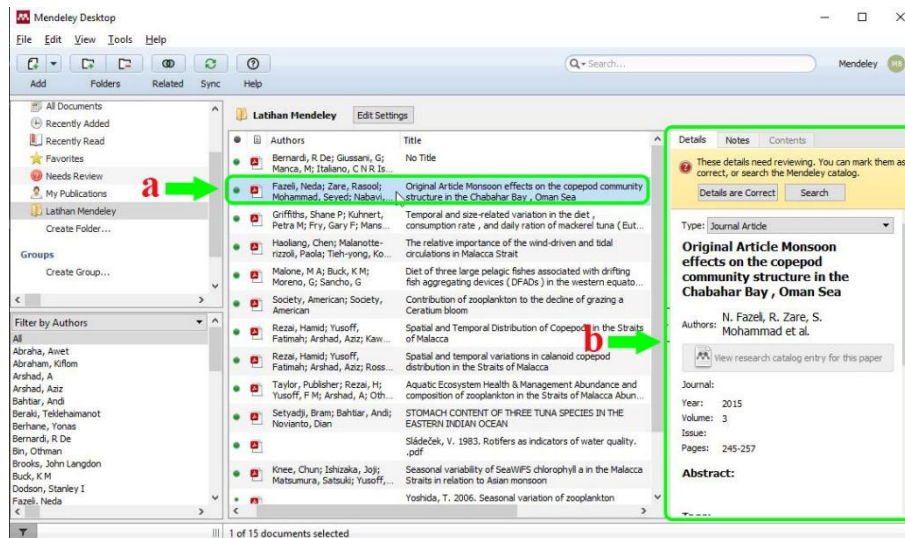 Mendeley Desktop
File Edit View Tools Help
Search...
Mendeley MB
Add Folders Related Sync Help
All Documents
Recently Added
Recently Read
Favorites
Needs Review
My Publications
Latihan Mendeley
Create Folder...
Groups
Create Group...
Filter by Authors
All
Abraha, Awet
Abraham, Kiflom
Arshad, A
Arshad, Aziz
Bahtiar, Andi
Beraki, Teklehaimanot
Berhane, Yonas
Bernardi, R De
Bin, Othman
Brooks, John Langdon
Buck, K M
Dodson, Stanley I
Fazeli, Neda
a
Latihan Mendeley Edit Settings
Authors Title
Bernardi, R De; Giussani, G; No Title
Manca, M; Italiano, C N R Is...
Fazeli, Neda; Zare, Rasool; Original Article Monsoon effects on the copepod community
Mohammad, Seyed; Nabavi,... structure in the Chabahar Bay , Oman Sea
Griffiths, Shane P; Kuhnert, Temporal and size-related variation in the diet ,
Petra M; Fry, Gary F; Mans... consumption rate , and daily ration of mackerel tuna ( Eut...
Haoliang, Chen; Malanotte- The relative importance of the wind-driven and tidal
rizzoli, Paola; Tieh-yong, Ko... circulations in Malacca Strait
Malone, M A; Buck, K M; Diet of three large pelagic fishes associated with drifting
Moreno, G; Sancho, G fish aggregating devices ( DFADs ) in the western equato...
Society, American; Society, Contribution of zooplankton to the decline of grazing a
American Ceratium bloom
Rezai, Hamid; Yusoff, Spatial and Temporal Distribution of Copepods in the Straits
Fatimah; Arshad, Aziz; Kaw... of Malacca
Rezai, Hamid; Yusoff, Spatial and temporal variations in calanoid copepod
Fatimah; Arshad, Aziz; Ross... distribution in the Straits of Malacca
Taylor, Publisher; Rezai, H; Aquatic Ecosystem Health & Management Abundance and
Yusoff, F M; Arshad, A; Oth... composition of zooplankton in the Straits of Malacca Abun...
Setyadji, Bram; Bahtiar, Andi; STOMACH CONTENT OF THREE TUNA SPECIES IN THE
Novianto, Dian EASTERN INDIAN OCEAN
Sládeček, V. 1983. Rotifers as indicators of water quality.
.pdf
Knee, Chun; Ishizaka, Joji; Seasonal variability of SeaWiFS chlorophyll a in the Malacca
Matsumura, Satsuki; Yusoff,... Straits in relation to Asian monsoon
Yoshida, T. 2006. Seasonal variation of zooplankton
b
Details Notes Contents
These details need reviewing. You can mark them as
correct, or search the Mendeley catalog.
Details are Correct Search
Type: Journal Article
Original Article Monsoon
effects on the copepod
community structure in the
Chabahar Bay , Oman Sea
Authors: N. Fazeli, R. Zare, S.
Mohammad et al.
View research catalog entry for this paper
Journal:
Year: 2015
Volume: 3
Issue:
Pages: 245-257
Abstract:
1 of 15 documents selected